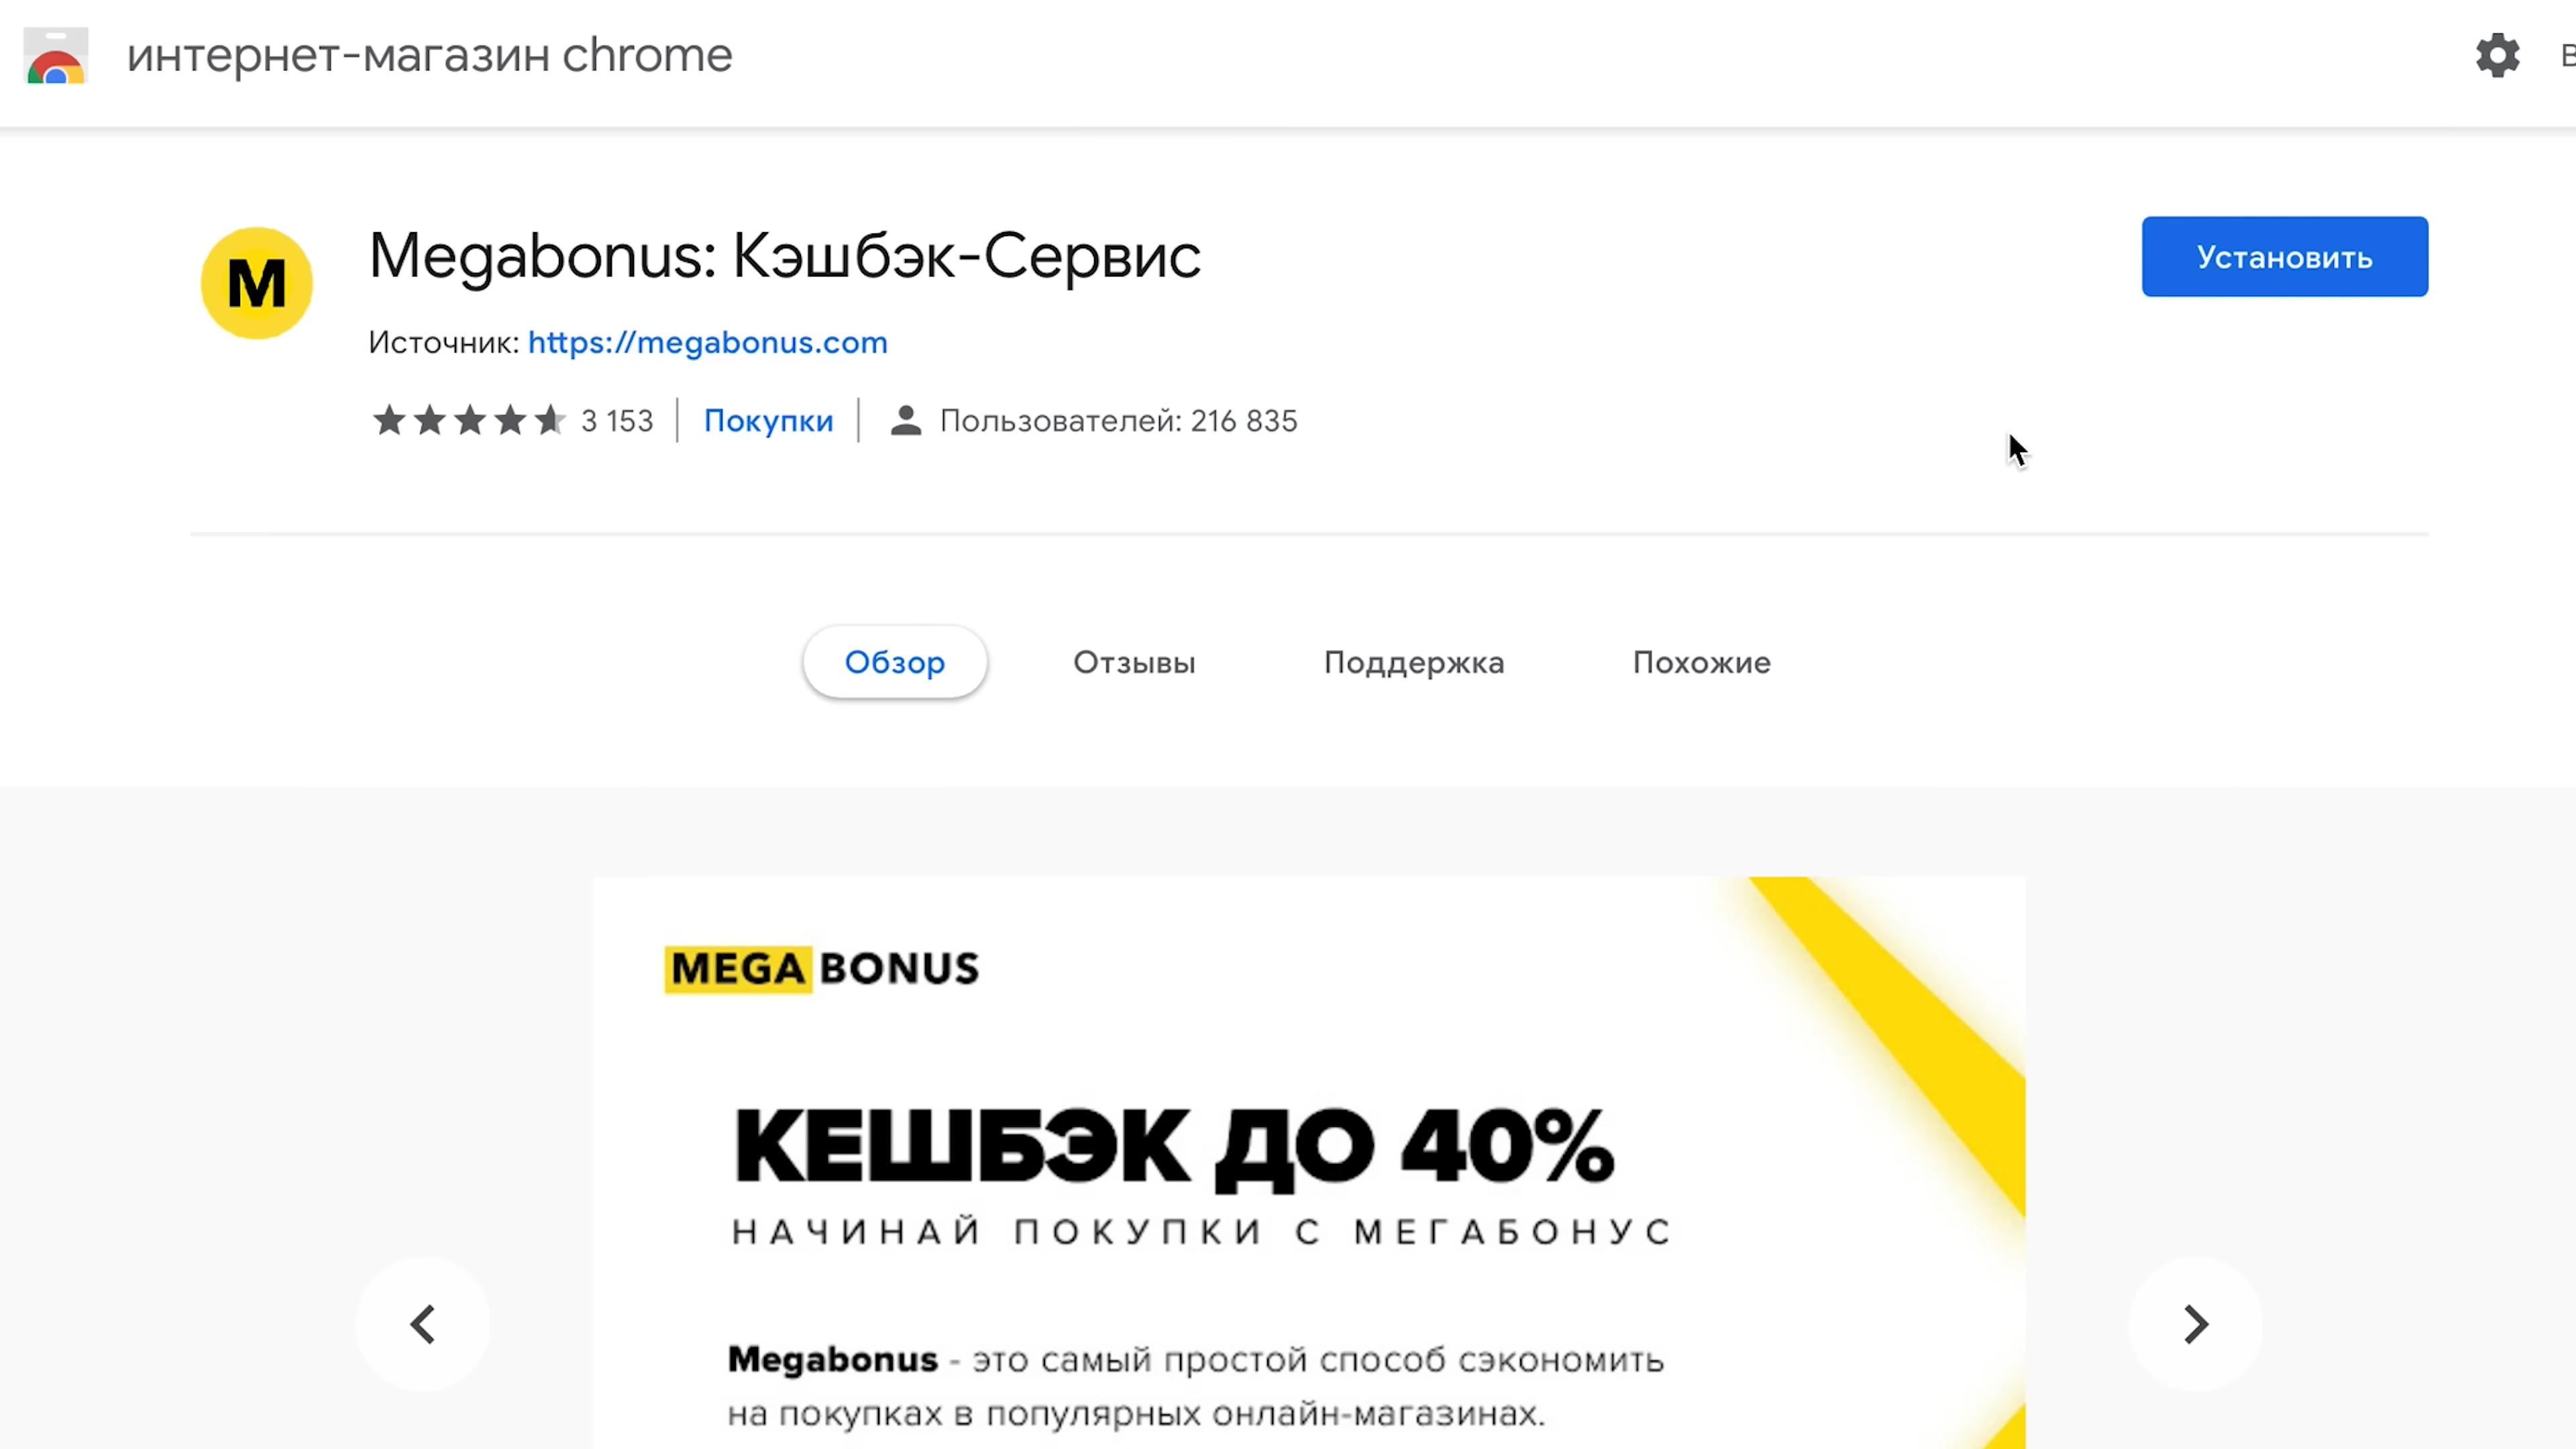 интернет-магазин chrome
Megabonus: Кэшбэк-Сервис
Установить
M
Источник: https://megabonus.com
3 153
Покупки
Пользователей: 216 835
Обзор
Отзывы
Поддержка
Похожие
MEGA BONUS
КЕШБЭК ДО 40%
НАЧИНАЙ ПОКУПКИ С МЕГАБОНУС
Megabonus - это самый простой способ сэкономить
на покупках в популярных онлайн-магазинах.